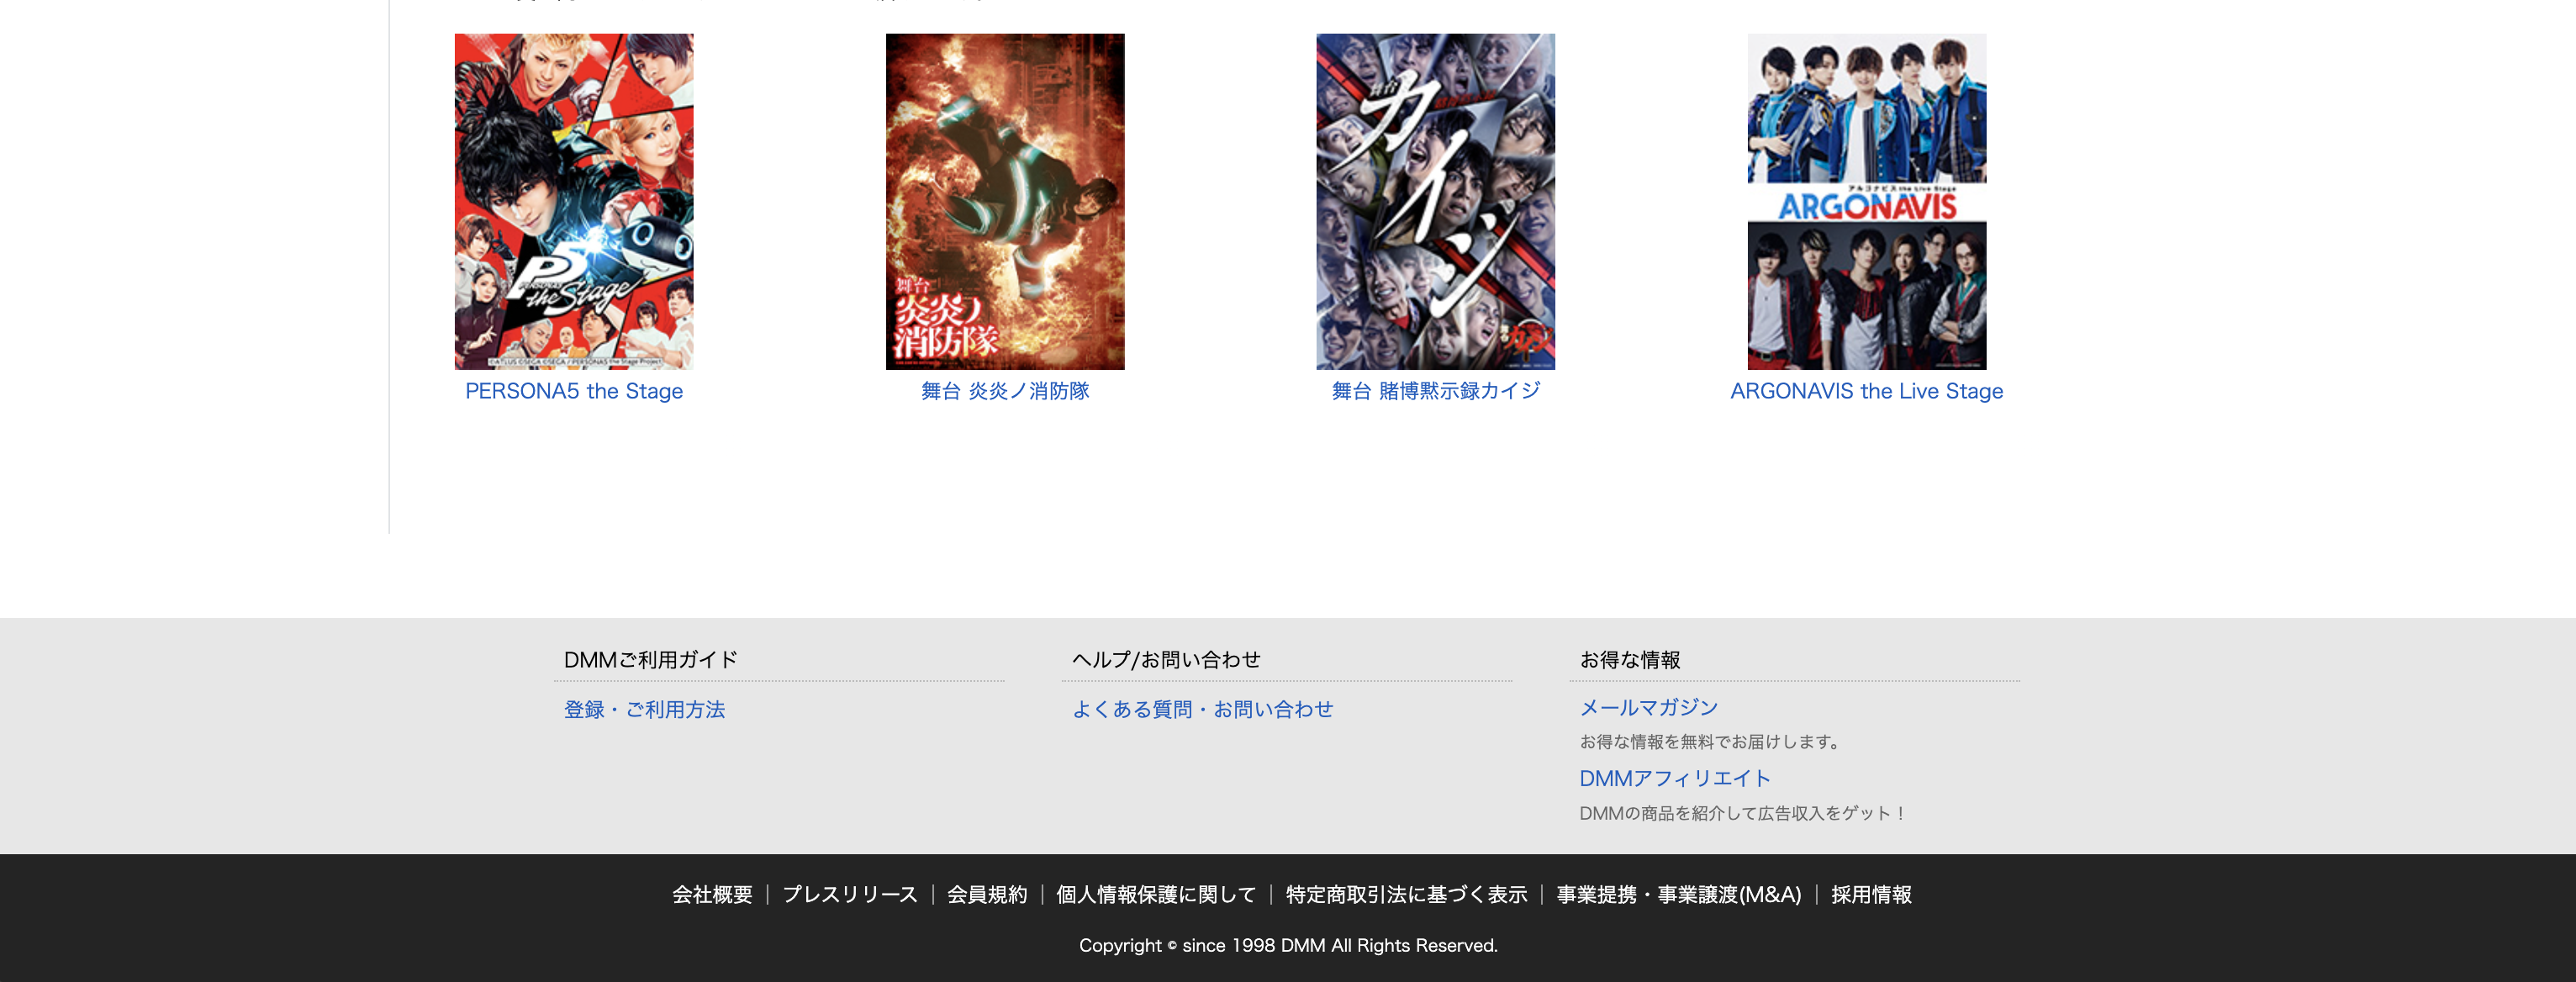 舞台
カイジ
アルゴナビス the Live Stage
ARGONAVIS
P5
PERSONA5
the Stage
舞台
炎炎ノ
消防隊
©ATLUS ©SEGA ©SEGA / PERSONA5 the Stage Project
PERSONA5 the Stage
舞台 炎炎ノ消防隊
舞台 賭博黙示録カイジ
ARGONAVIS the Live Stage
DMMご利用ガイド
登録・ご利用方法
ヘルプ/お問い合わせ
よくある質問・お問い合わせ
お得な情報
メールマガジン
お得な情報を無料でお届けします。
DMMアフィリエイト
DMMの商品を紹介して広告収入をゲット！
会社概要 | プレスリリース | 会員規約 | 個人情報保護に関して | 特定商取引法に基づく表示 | 事業提携・事業譲渡(M&A) | 採用情報
Copyright © since 1998 DMM All Rights Reserved.